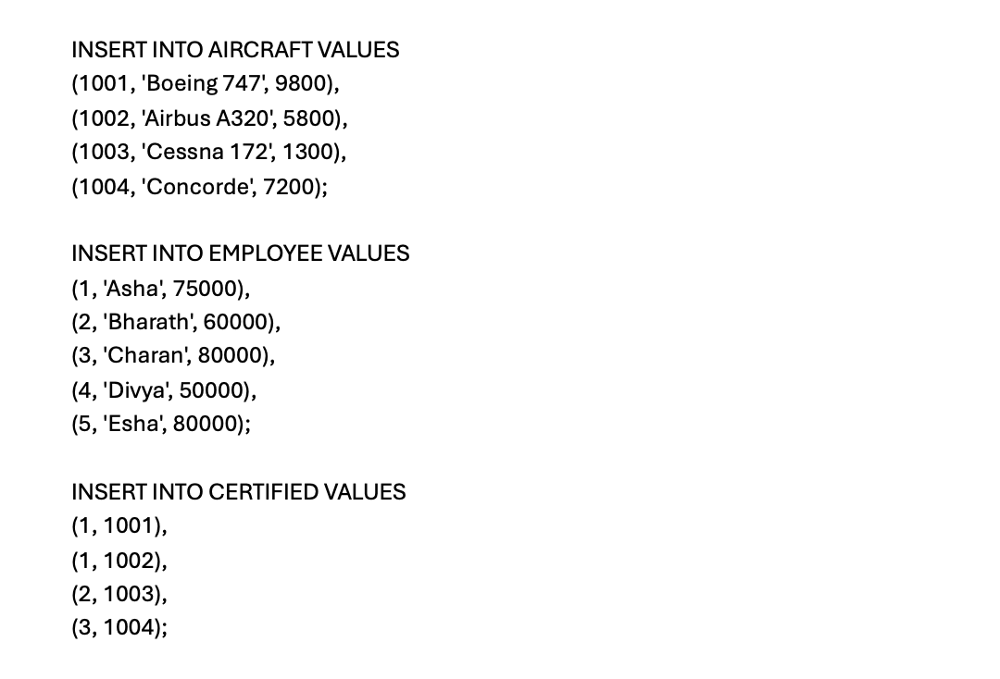 INSERT INTO AIRCRAFT VALUES
(1001, 'Boeing 747', 9800),
(1002, 'Airbus A320', 5800),
(1003, 'Cessna 172', 1300),
(1004, 'Concorde', 7200);
INSERT INTO EMPLOYEE VALUES
(1, 'Asha', 75000),
(2, 'Bharath', 60000),
(3, 'Charan', 80000),
(4, 'Divya', 50000),
(5, 'Esha', 80000);
INSERT INTO CERTIFIED VALUES
(1, 1001),
(1, 1002),
(2, 1003),
(3, 1004);